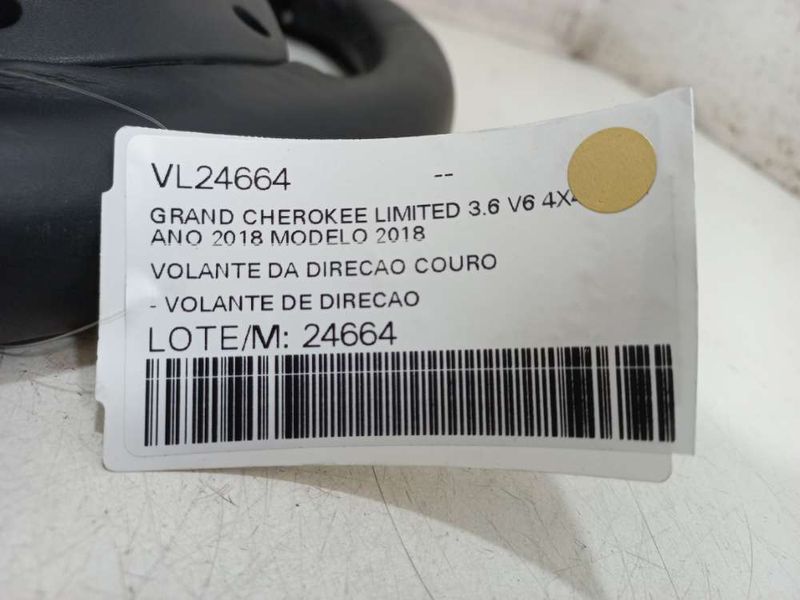 VL24664 --
GRAND CHEROKEE LIMITED 3.6 V6
ANO 2018 MODELO 2018
VOLANTE DA DIRECAO COURO
- VOLANTE DE DIRECAO
LOTE/M: 24664